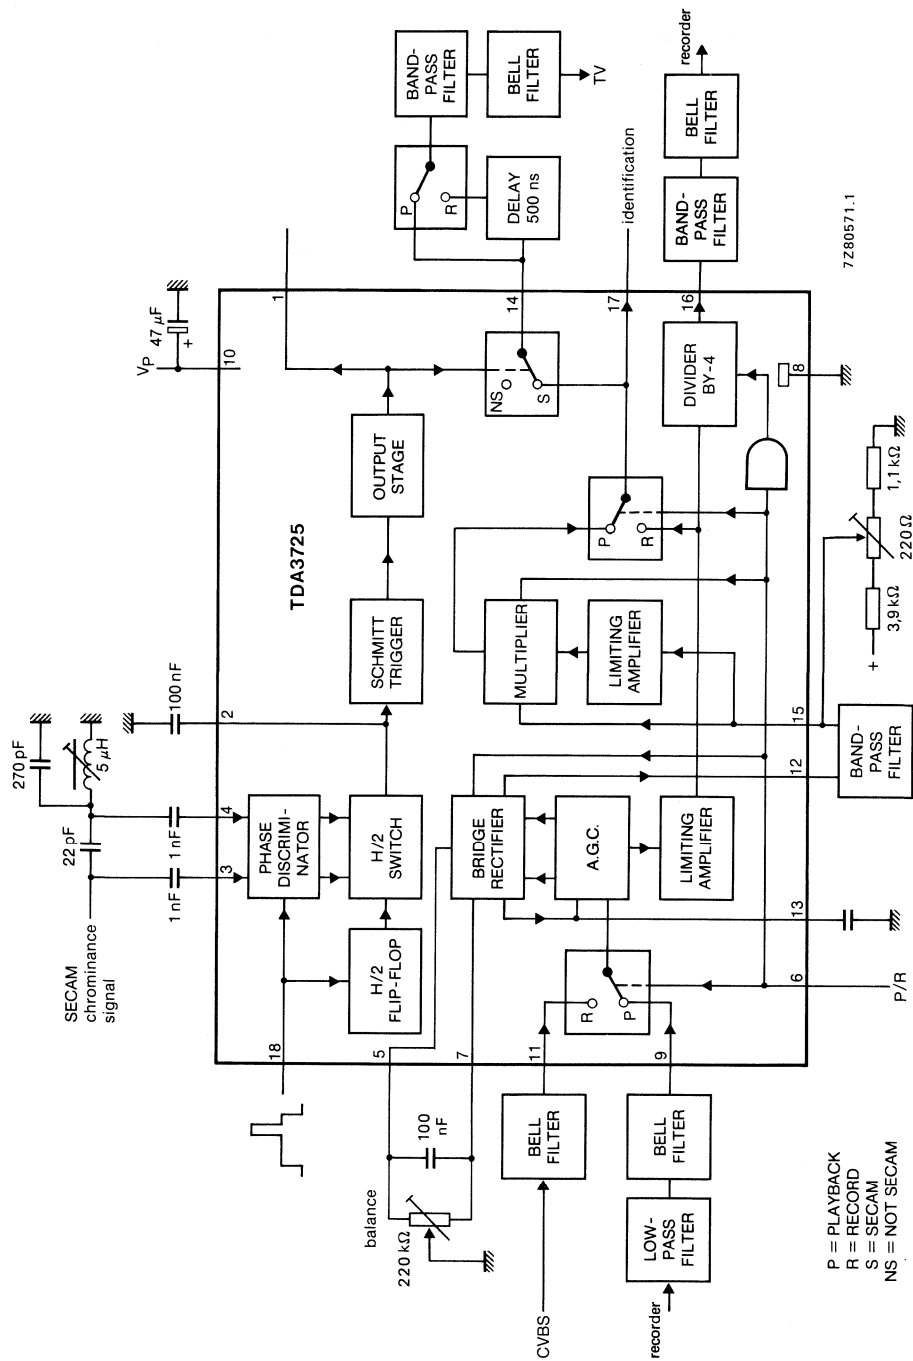 SECAM
chrominance
signal
22 pF
270 pF
5 µH
1 nF
1 nF
100 nF
VP
47 µF
+
18
3
4
2
10
1
TDA3725
PHASE
DISCRIMI-
NATOR
H/2
FLIP-FLOP
H/2
SWITCH
SCHMITT
TRIGGER
OUTPUT
STAGE
NS
S
14
P
R
DELAY
500 ns
BAND-
PASS
FILTER
BELL
FILTER
TV
balance
220 kΩ
100
nF
5
7
BRIDGE
RECTIFIER
A.G.C.
LIMITING
AMPLIFIER
MULTIPLIER
LIMITING
AMPLIFIER
P
R
17
identification
CVBS
BELL
FILTER
11
R
P
recorder
LOW-
PASS
FILTER
BELL
FILTER
9
DIVIDER
BY-4
16
BAND-
PASS
FILTER
BELL
FILTER
recorder
6
P/R
13
12
15
8
BAND-
PASS
FILTER
+
3,9 kΩ
220 Ω
1,1 kΩ
P = PLAYBACK
R = RECORD
S = SECAM
NS = NOT SECAM
7Z80571.1